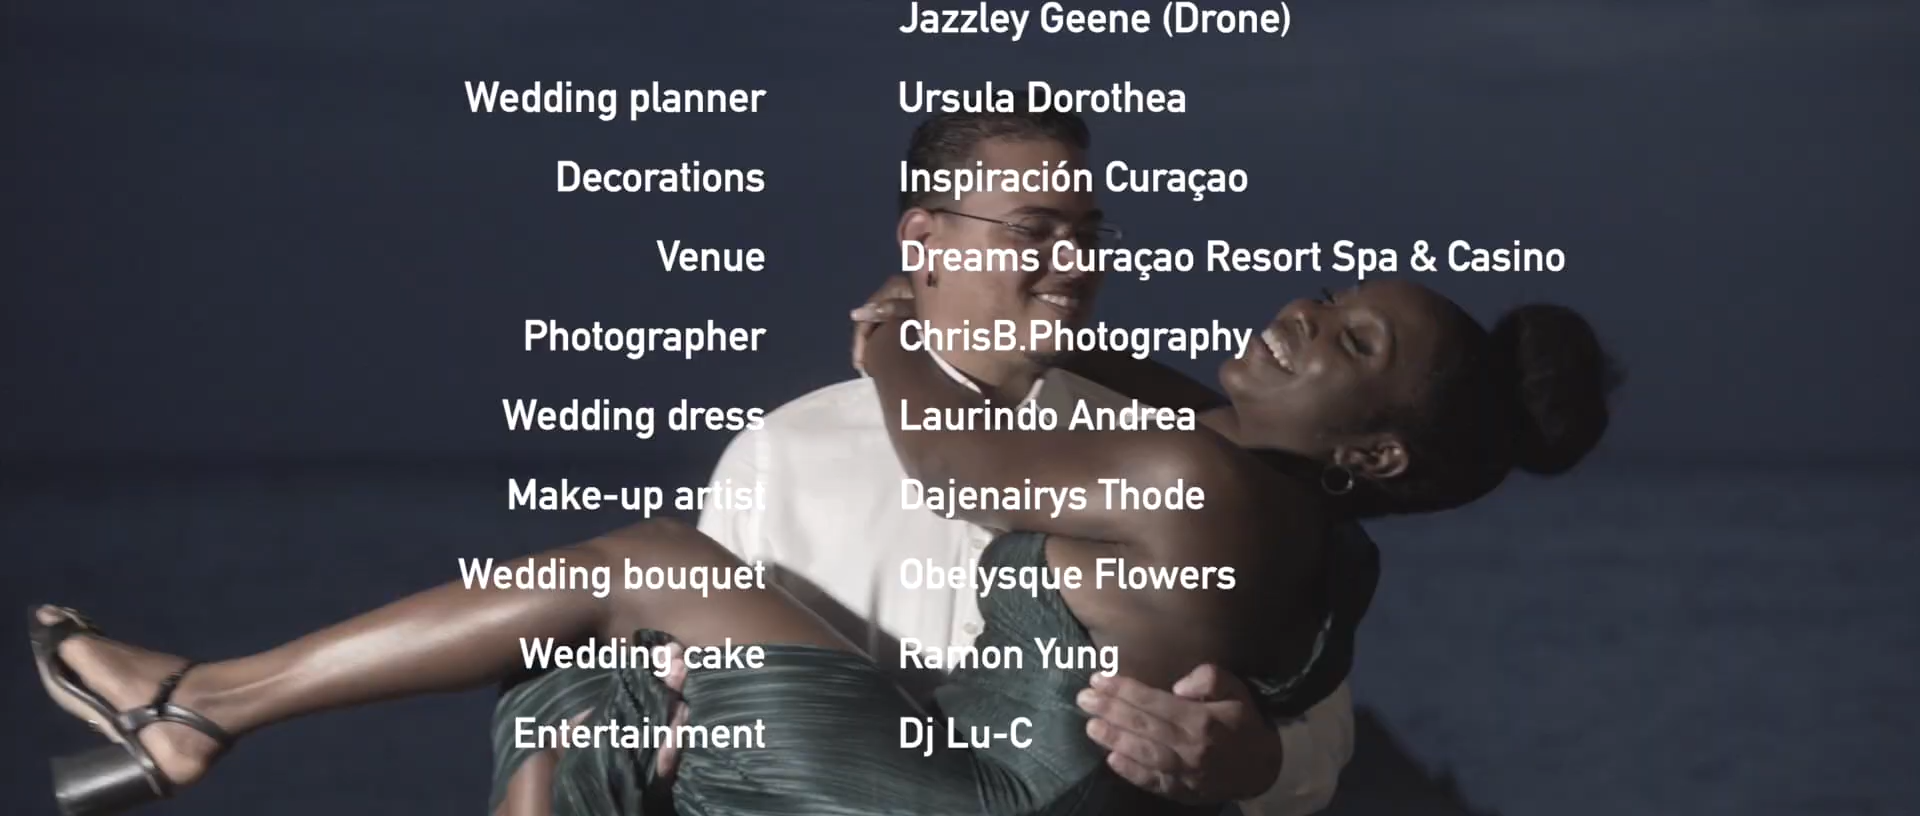 Jazzley Geene (Drone)
Wedding planner Ursula Dorothea
Decorations Inspiración Curaçao
Venue Dreams Curaçao Resort Spa & Casino
Photographer ChrisB.Photography
Wedding dress Laurindo Andrea
Make-up artist Dajenairys Thode
Wedding bouquet Obelysque Flowers
Wedding cake Ramon Yung
Entertainment Dj Lu-C